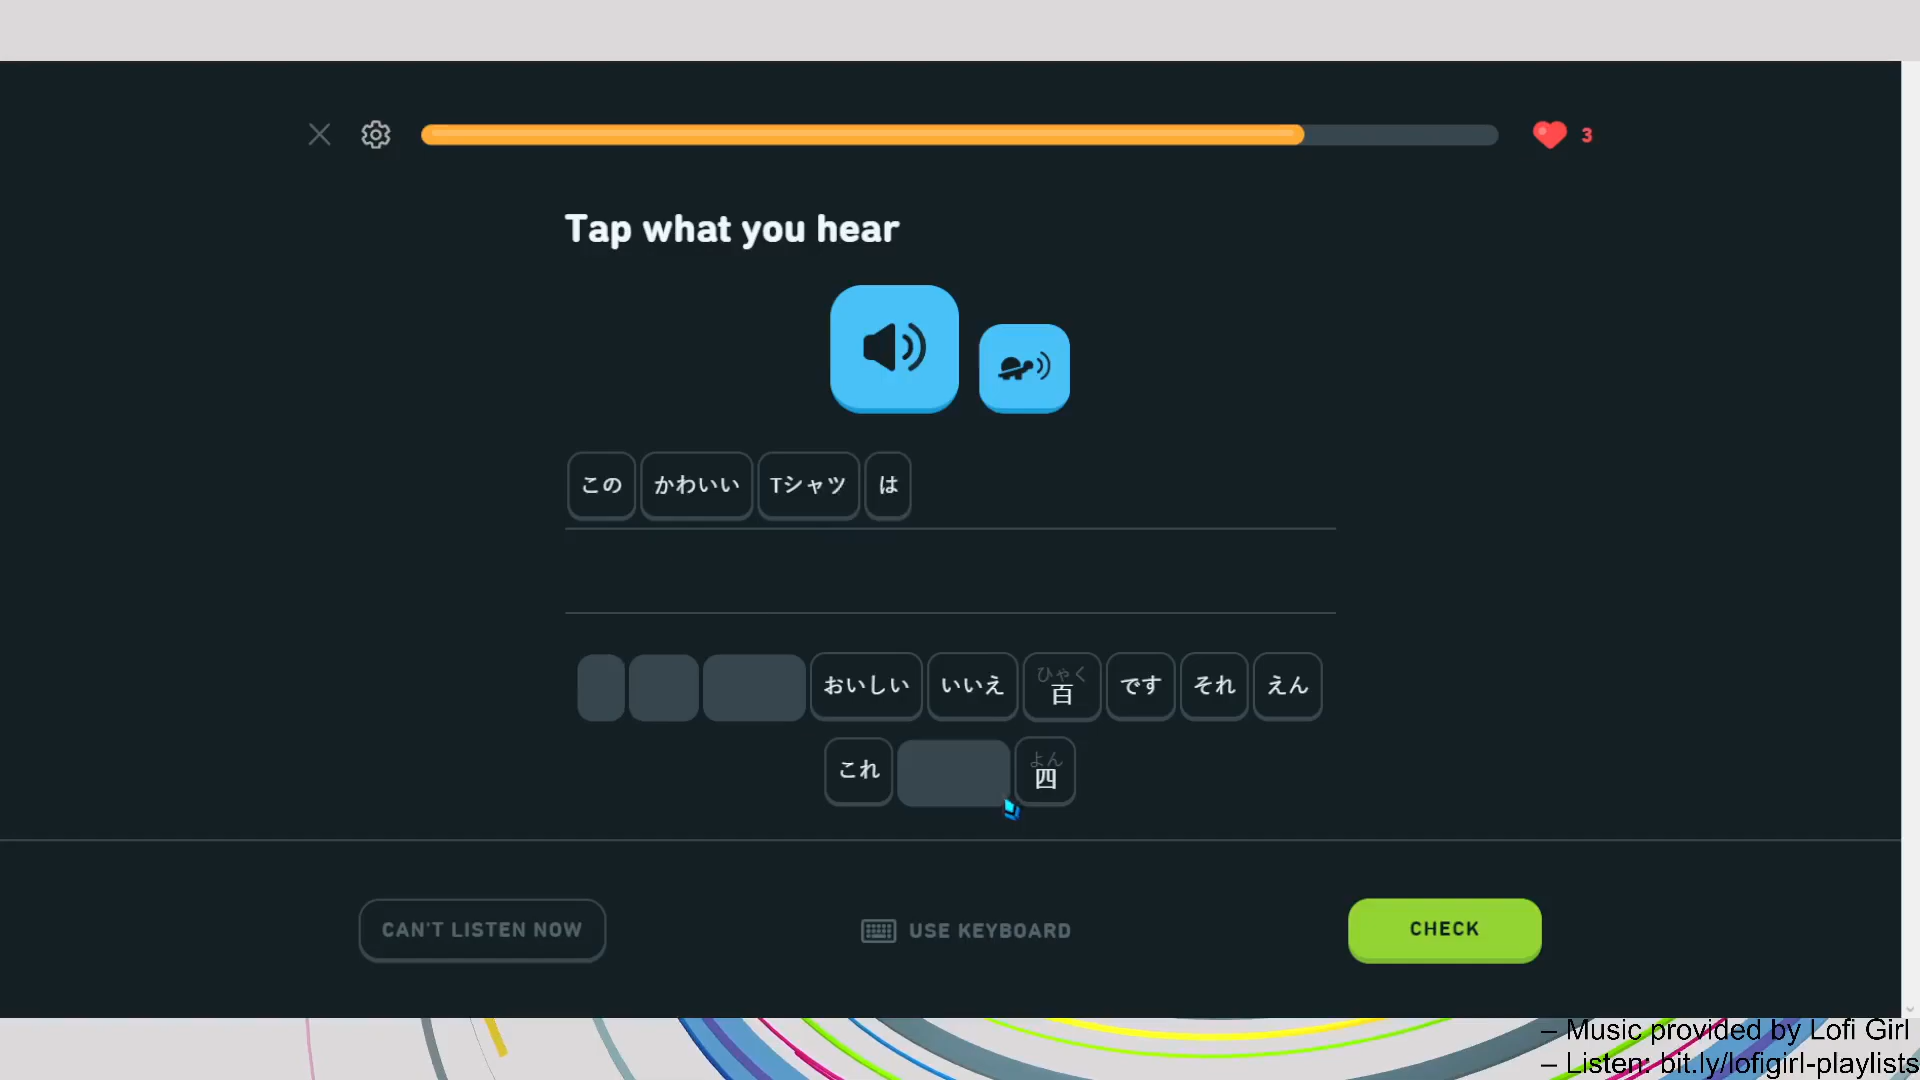 3
Tap what you hear
この かわいい Tシャツ は
おいしい いいえ 百 です それ えん
ひゃく
これ 四
よん
CAN'T LISTEN NOW USE KEYBOARD CHECK
– Music provided by Lofi Girl
– Listen: bit.ly/lofigirl-playlists